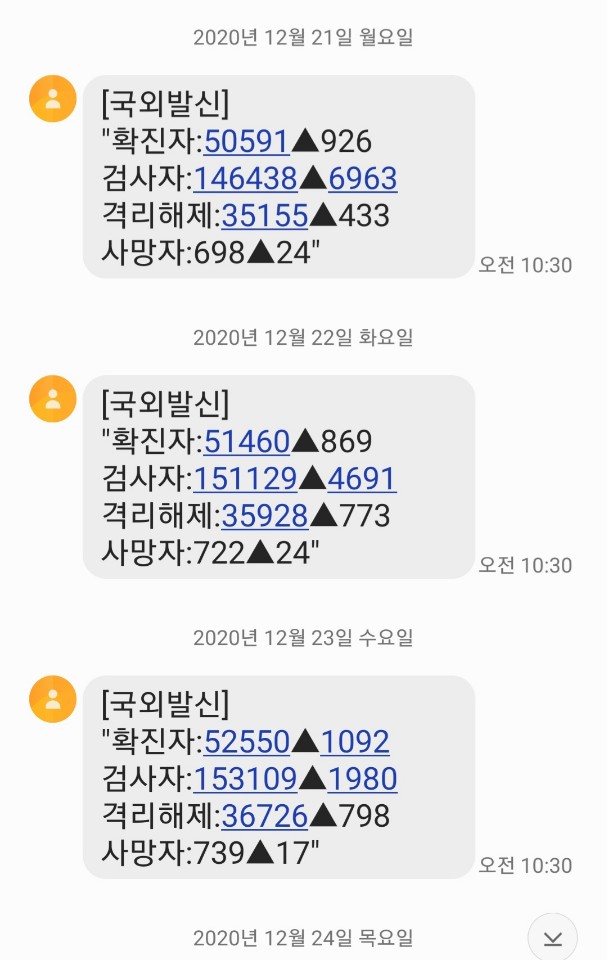 2020년 12월 21일 월요일
[국외발신]
"확진자:50591▲926
검사자:146438▲6963
격리해제:35155▲433
사망자:698▲24"
오전 10:30
2020년 12월 22일 화요일
[국외발신]
"확진자:51460▲869
검사자:151129▲4691
격리해제:35928▲773
사망자:722▲24"
오전 10:30
2020년 12월 23일 수요일
[국외발신]
"확진자:52550▲1092
검사자:153109▲1980
격리해제:36726▲798
사망자:739▲17"
오전 10:30
2020년 12월 24일 목요일